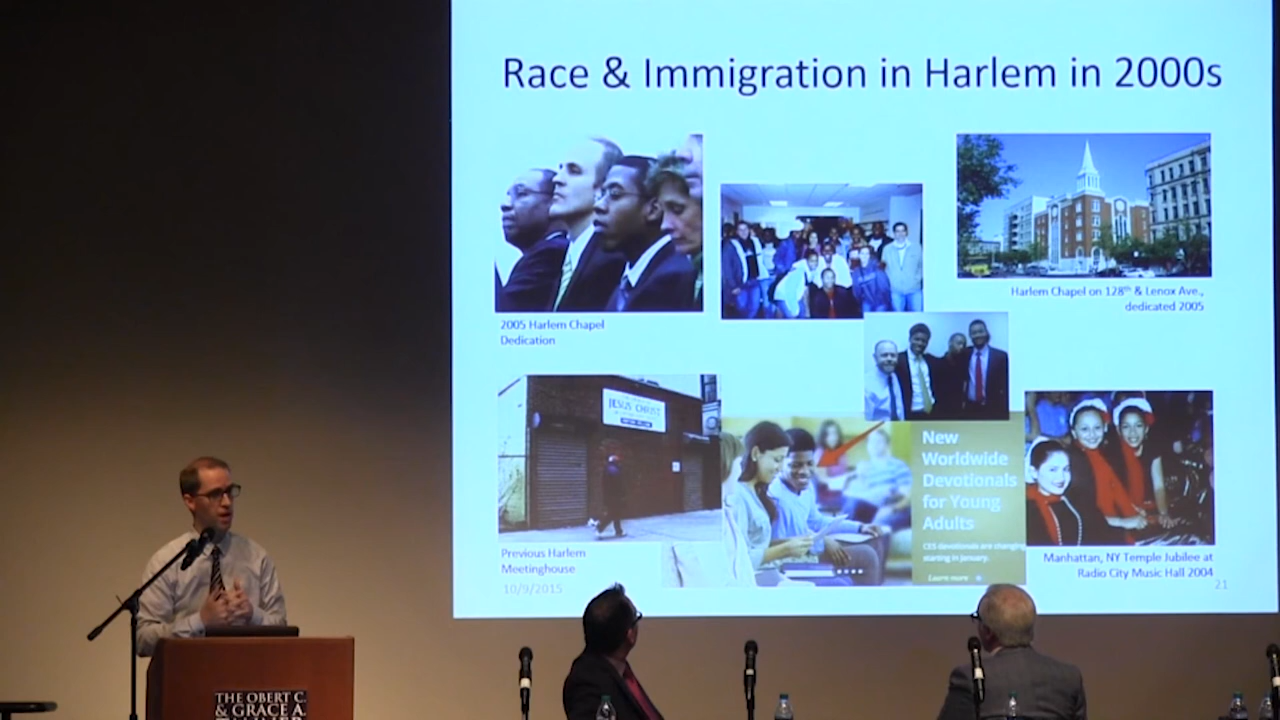 Race & Immigration in Harlem in 2000s
2005 Harlem Chapel
Dedication
Harlem Chapel on 128th & Lenox Ave.,
dedicated 2005
JESUS CHRIST
Previous Harlem
Meetinghouse
10/9/2015
New
Worldwide
Devotionals
for Young
Adults
CES devotionals are changing
starting in January.
Learn more
Manhattan, NY Temple Jubilee at
Radio City Music Hall 2004
21
THE OBERT C.
& GRACE A.